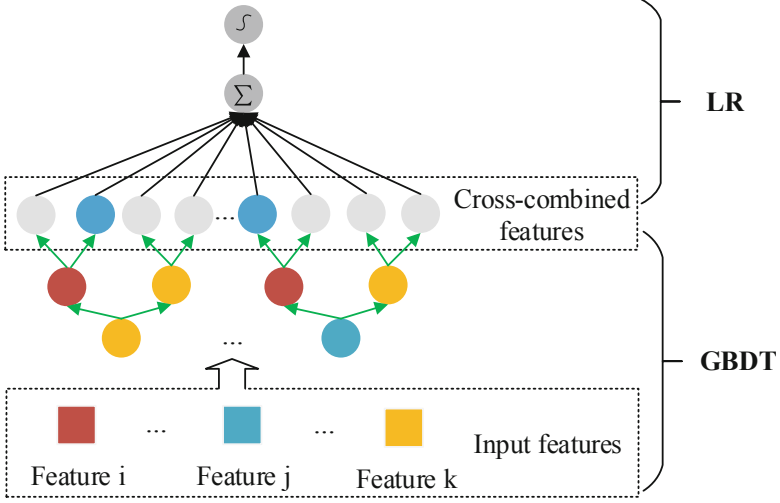 ∫
∑
LR
Cross-combined
features
...
...
GBDT
... ...
Input features
Feature i Feature j Feature k